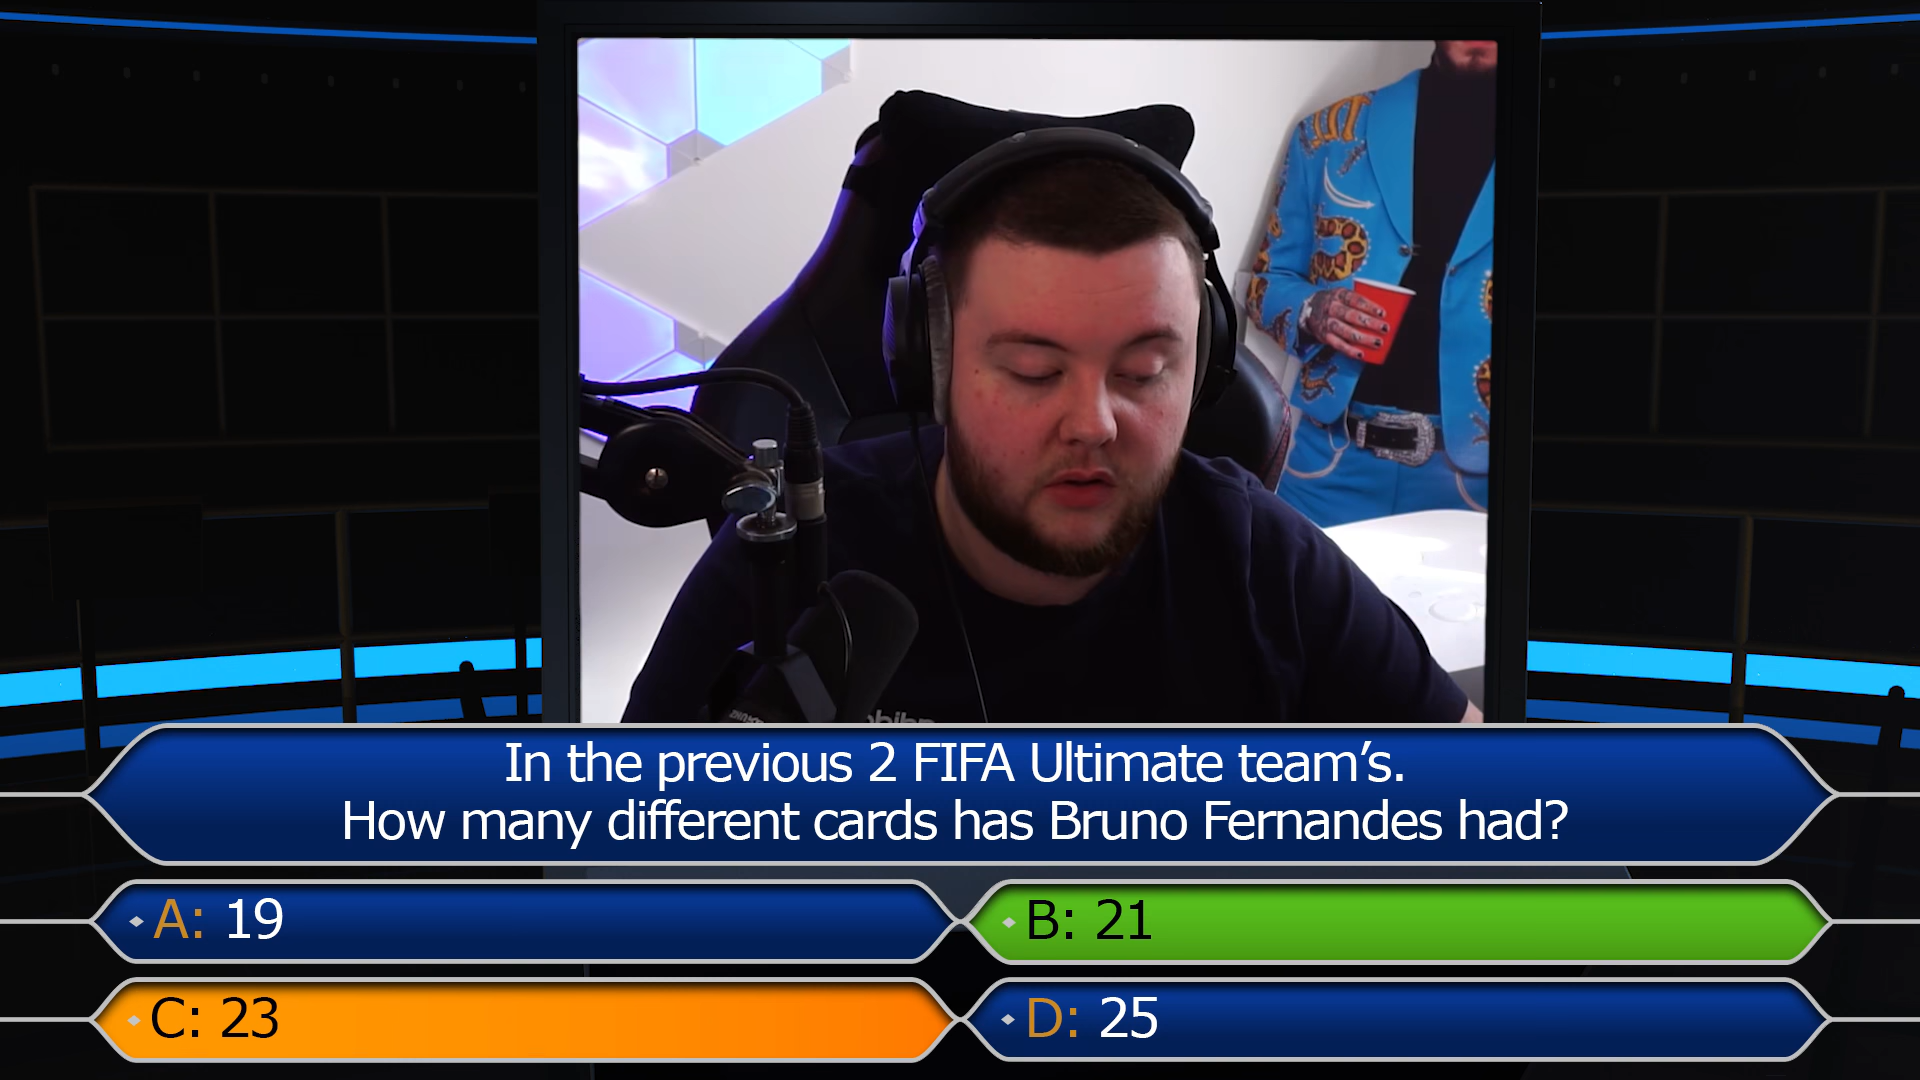 In the previous 2 FIFA Ultimate team’s.
How many different cards has Bruno Fernandes had?
A: 19
B: 21
C: 23
D: 25